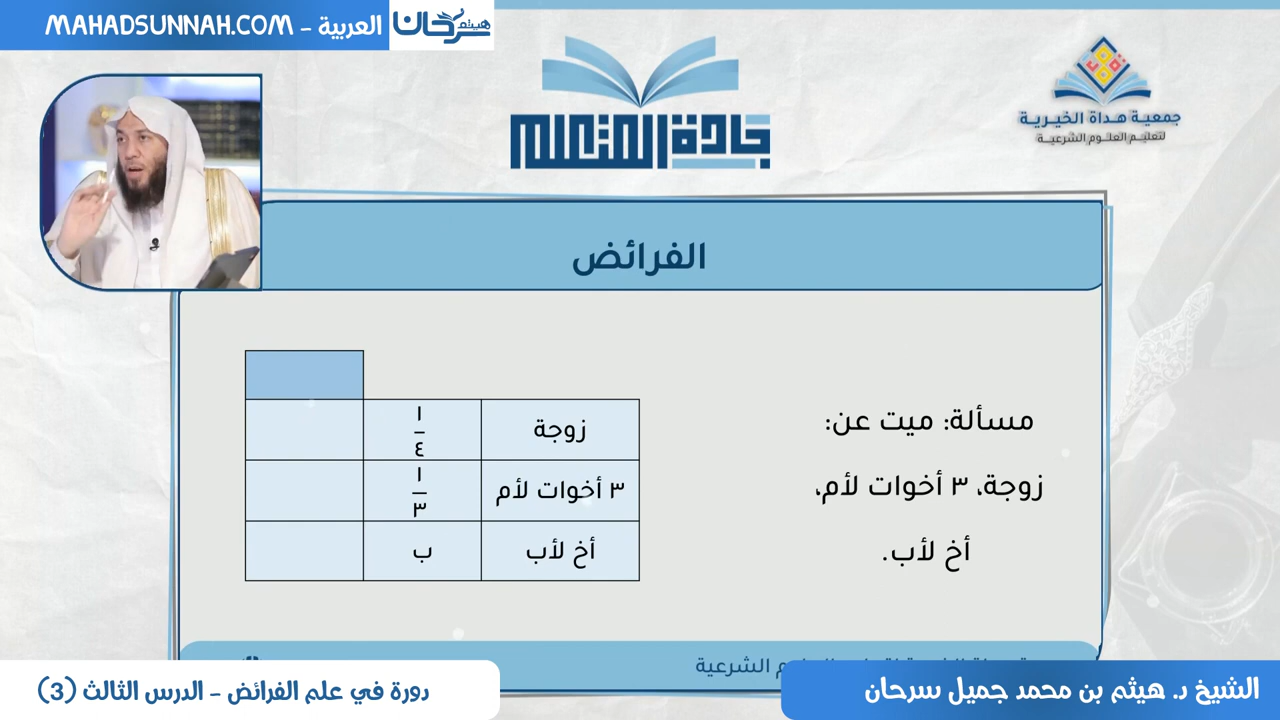 MAHADSUNNAH.COM - العربية
هيثم سرحان
جادة المتعلم
جمعية هداة الخيرية
لتعليم العلوم الشرعية
الفرائض
مسألة: ميت عن:
زوجة، ٣ أخوات لأم،
أخ لأب.
زوجة ١/٤
٣ أخوات لأم ١/٣
أخ لأب ب
الشرعية
دورة في علم الفرائض - الدرس الثالث (3)
الشيخ د. هيثم بن محمد جميل سرحان